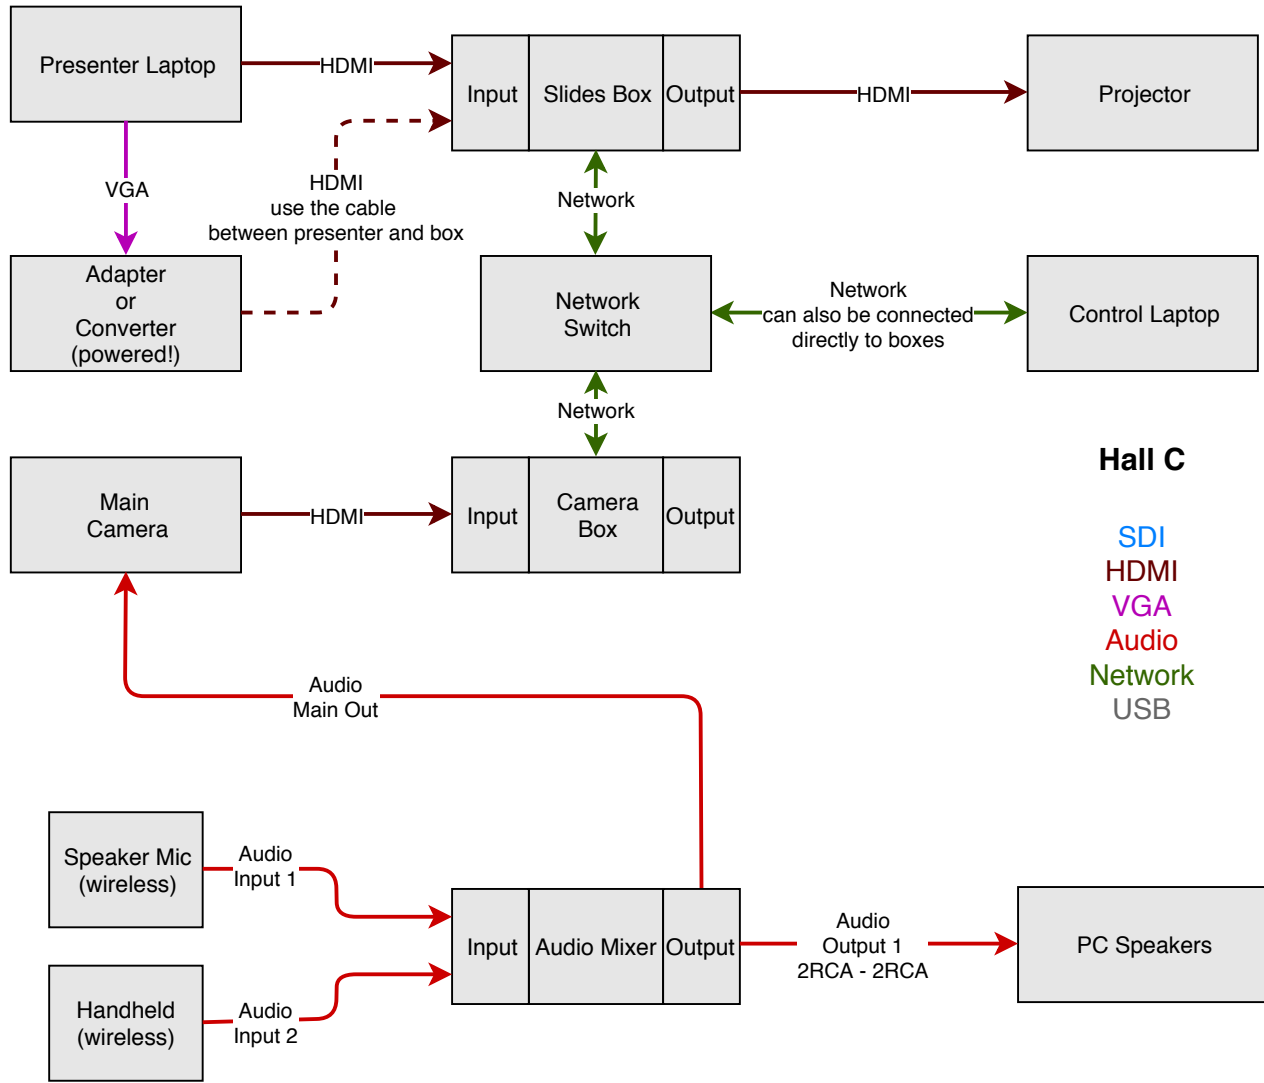 Presenter Laptop
HDMI
Input
Slides Box
Output
HDMI
Projector
VGA
HDMI
use the cable
between presenter and box
Network
Adapter
or
Converter
(powered!)
Network
Switch
Network
can also be connected
directly to boxes
Control Laptop
Network
Main
Camera
HDMI
Input
Camera
Box
Output
Hall C
SDI
HDMI
VGA
Audio
Network
USB
Audio
Main Out
Speaker Mic
(wireless)
Audio
Input 1
Handheld
(wireless)
Audio
Input 2
Input
Audio Mixer
Output
Audio
Output 1
2RCA - 2RCA
PC Speakers